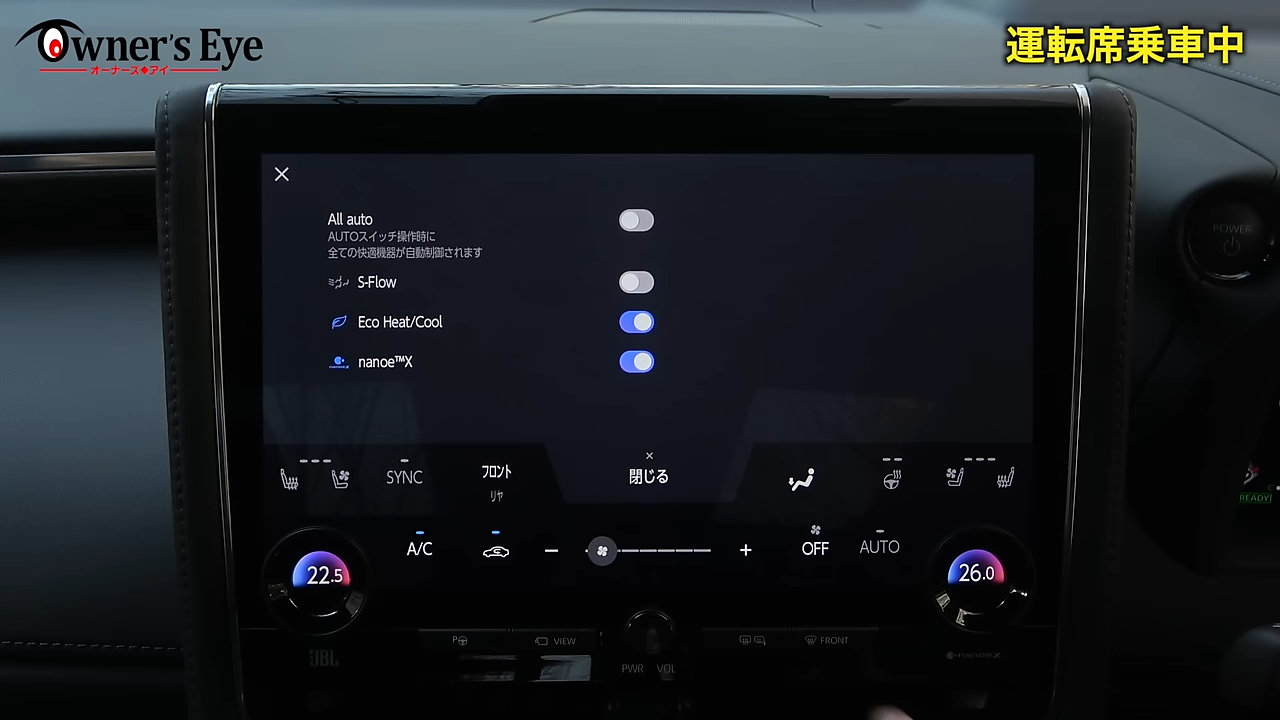 Owner's Eye
オーナーズ◆アイ
運転席乗車中
POWER
All auto
AUTOスイッチ操作時に
全ての快適機器が自動制御されます
S-Flow
Eco Heat/Cool
nanoe™X
SYNC
フロント
リヤ
×
閉じる
READY
A/C
OFF
AUTO
22.5
26.0
P
VIEW
FRONT
JBL
PWR
VOL
nanoe X